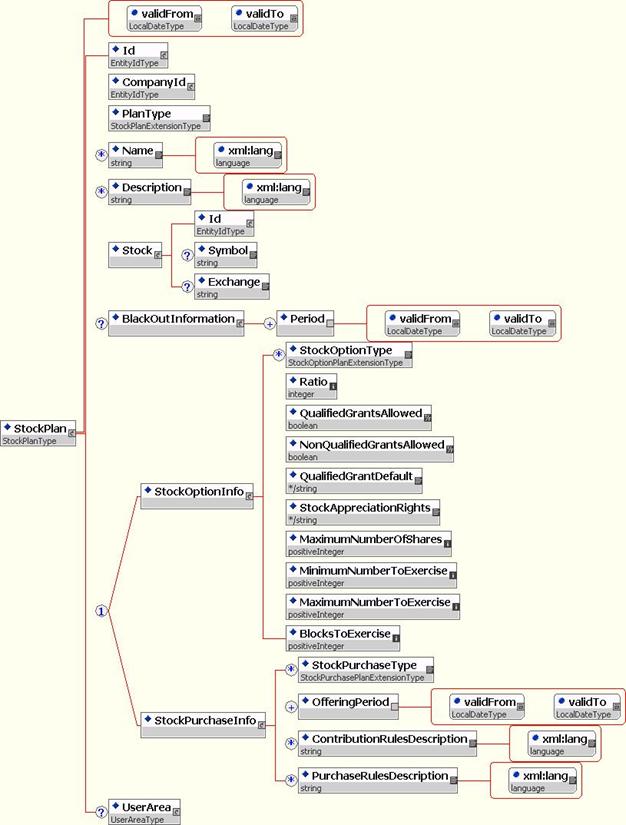 validFrom validTo
LocalDateType LocalDateType
Id
EntityIdType
CompanyId
EntityIdType
PlanType
StockPlanExtensionType
* Name xml:lang
string language
* Description xml:lang
string language
Id
EntityIdType
Stock ? Symbol
string
? Exchange
string
? BlackOutInformation + Period validFrom validTo
LocalDateType LocalDateType
* StockOptionType
StockOptionPlanExtensionType
Ratio
integer
QualifiedGrantsAllowed
boolean
StockPlan
StockPlanType
NonQualifiedGrantsAllowed
boolean
QualifiedGrantDefault
*/string
StockOptionInfo
StockAppreciationRights
*/string
MaximumNumberOfShares
positiveInteger
MinimumNumberToExercise
positiveInteger
1 MaximumNumberToExercise
positiveInteger
BlocksToExercise
positiveInteger
* StockPurchaseType
StockPurchasePlanExtensionType
+ OfferingPeriod validFrom validTo
LocalDateType LocalDateType
StockPurchaseInfo
* ContributionRulesDescription xml:lang
string language
* PurchaseRulesDescription xml:lang
string language
? UserArea
UserAreaType